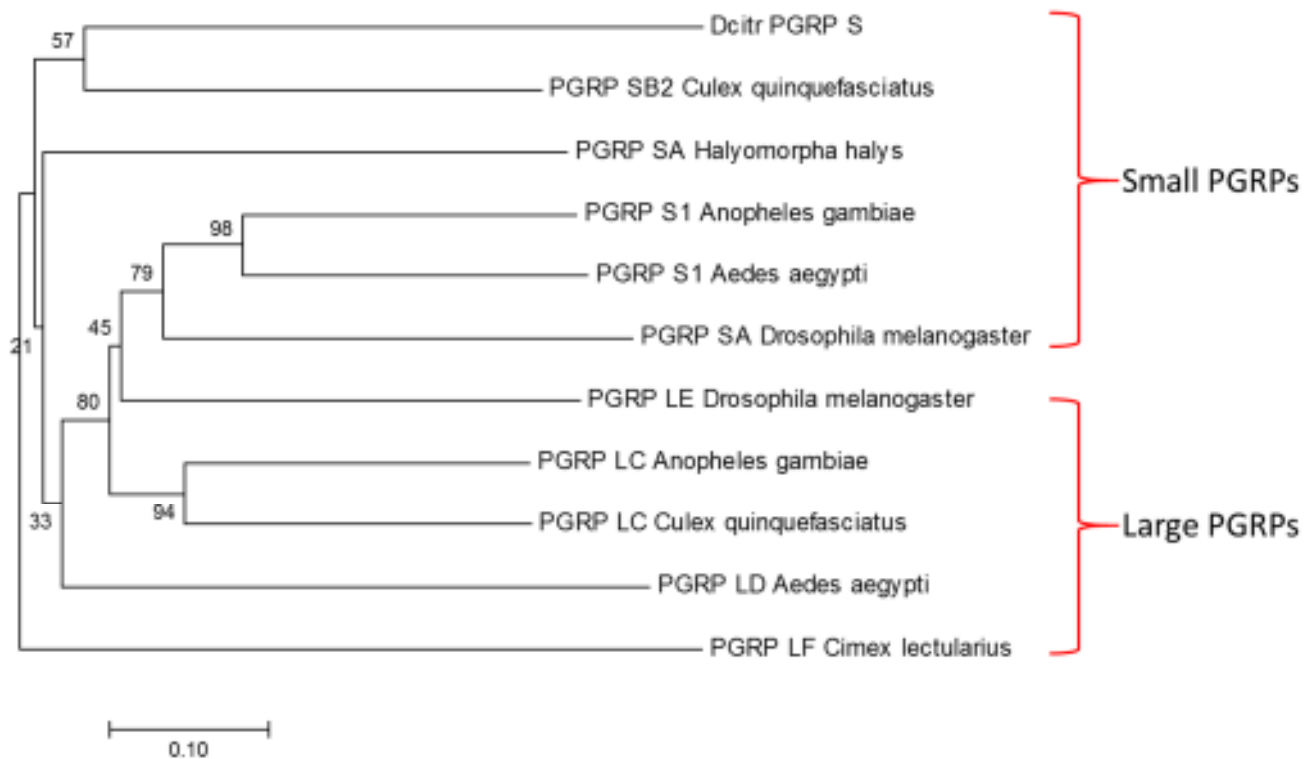 57
Dcitr PGRP S
PGRP SB2 Culex quinquefasciatus
PGRP SA Halyomorpha halys
Small PGRPs
98
PGRP S1 Anopheles gambiae
79
PGRP S1 Aedes aegypti
45
21
PGRP SA Drosophila melanogaster
80
PGRP LE Drosophila melanogaster
PGRP LC Anopheles gambiae
94
33
PGRP LC Culex quinquefasciatus
Large PGRPs
PGRP LD Aedes aegypti
PGRP LF Cimex lectularius
0.10